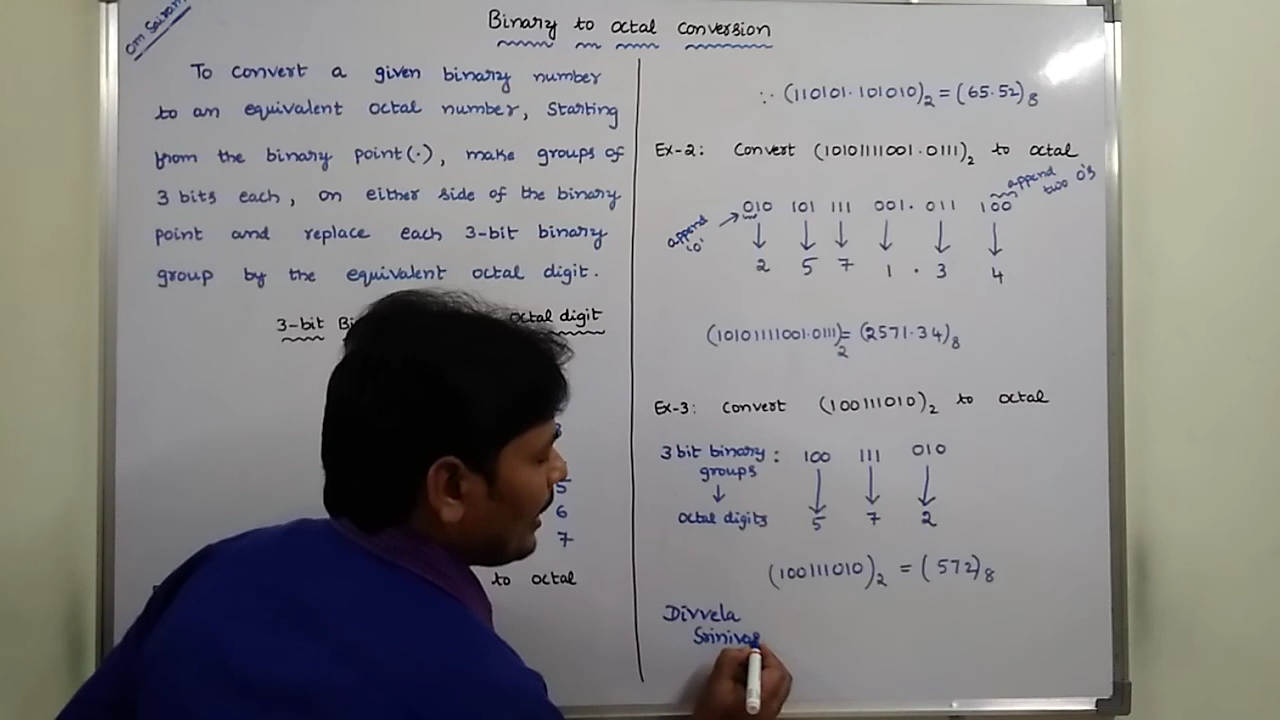 Om Sairam
Binary to octal conversion
To convert a given binary number
to an equivalent octal number, Starting
from the binary point(.), make groups of
3 bits each, on either side of the binary
point and replace each 3-bit binary
group by the equivalent octal digit.
3-bit Bi octal digit
5
6
7
to octal
∴ (110101.101010)₂ = (65.52)₈
Ex-2: Convert (10101111001.0111)₂ to octal
append two 0's
append '0' → 010 101 111 001. 011 100
↓ ↓ ↓ ↓ ↓ ↓
2 5 7 1 . 3 4
(10101111001.0111)₂ = (2571.34)₈
Ex-3: Convert (100111010)₂ to octal
3 bit binary : 100 111 010
groups
↓ ↓ ↓ ↓
octal digits 5 7 2
(100111010)₂ = (572)₈
Divvela
Srinivas